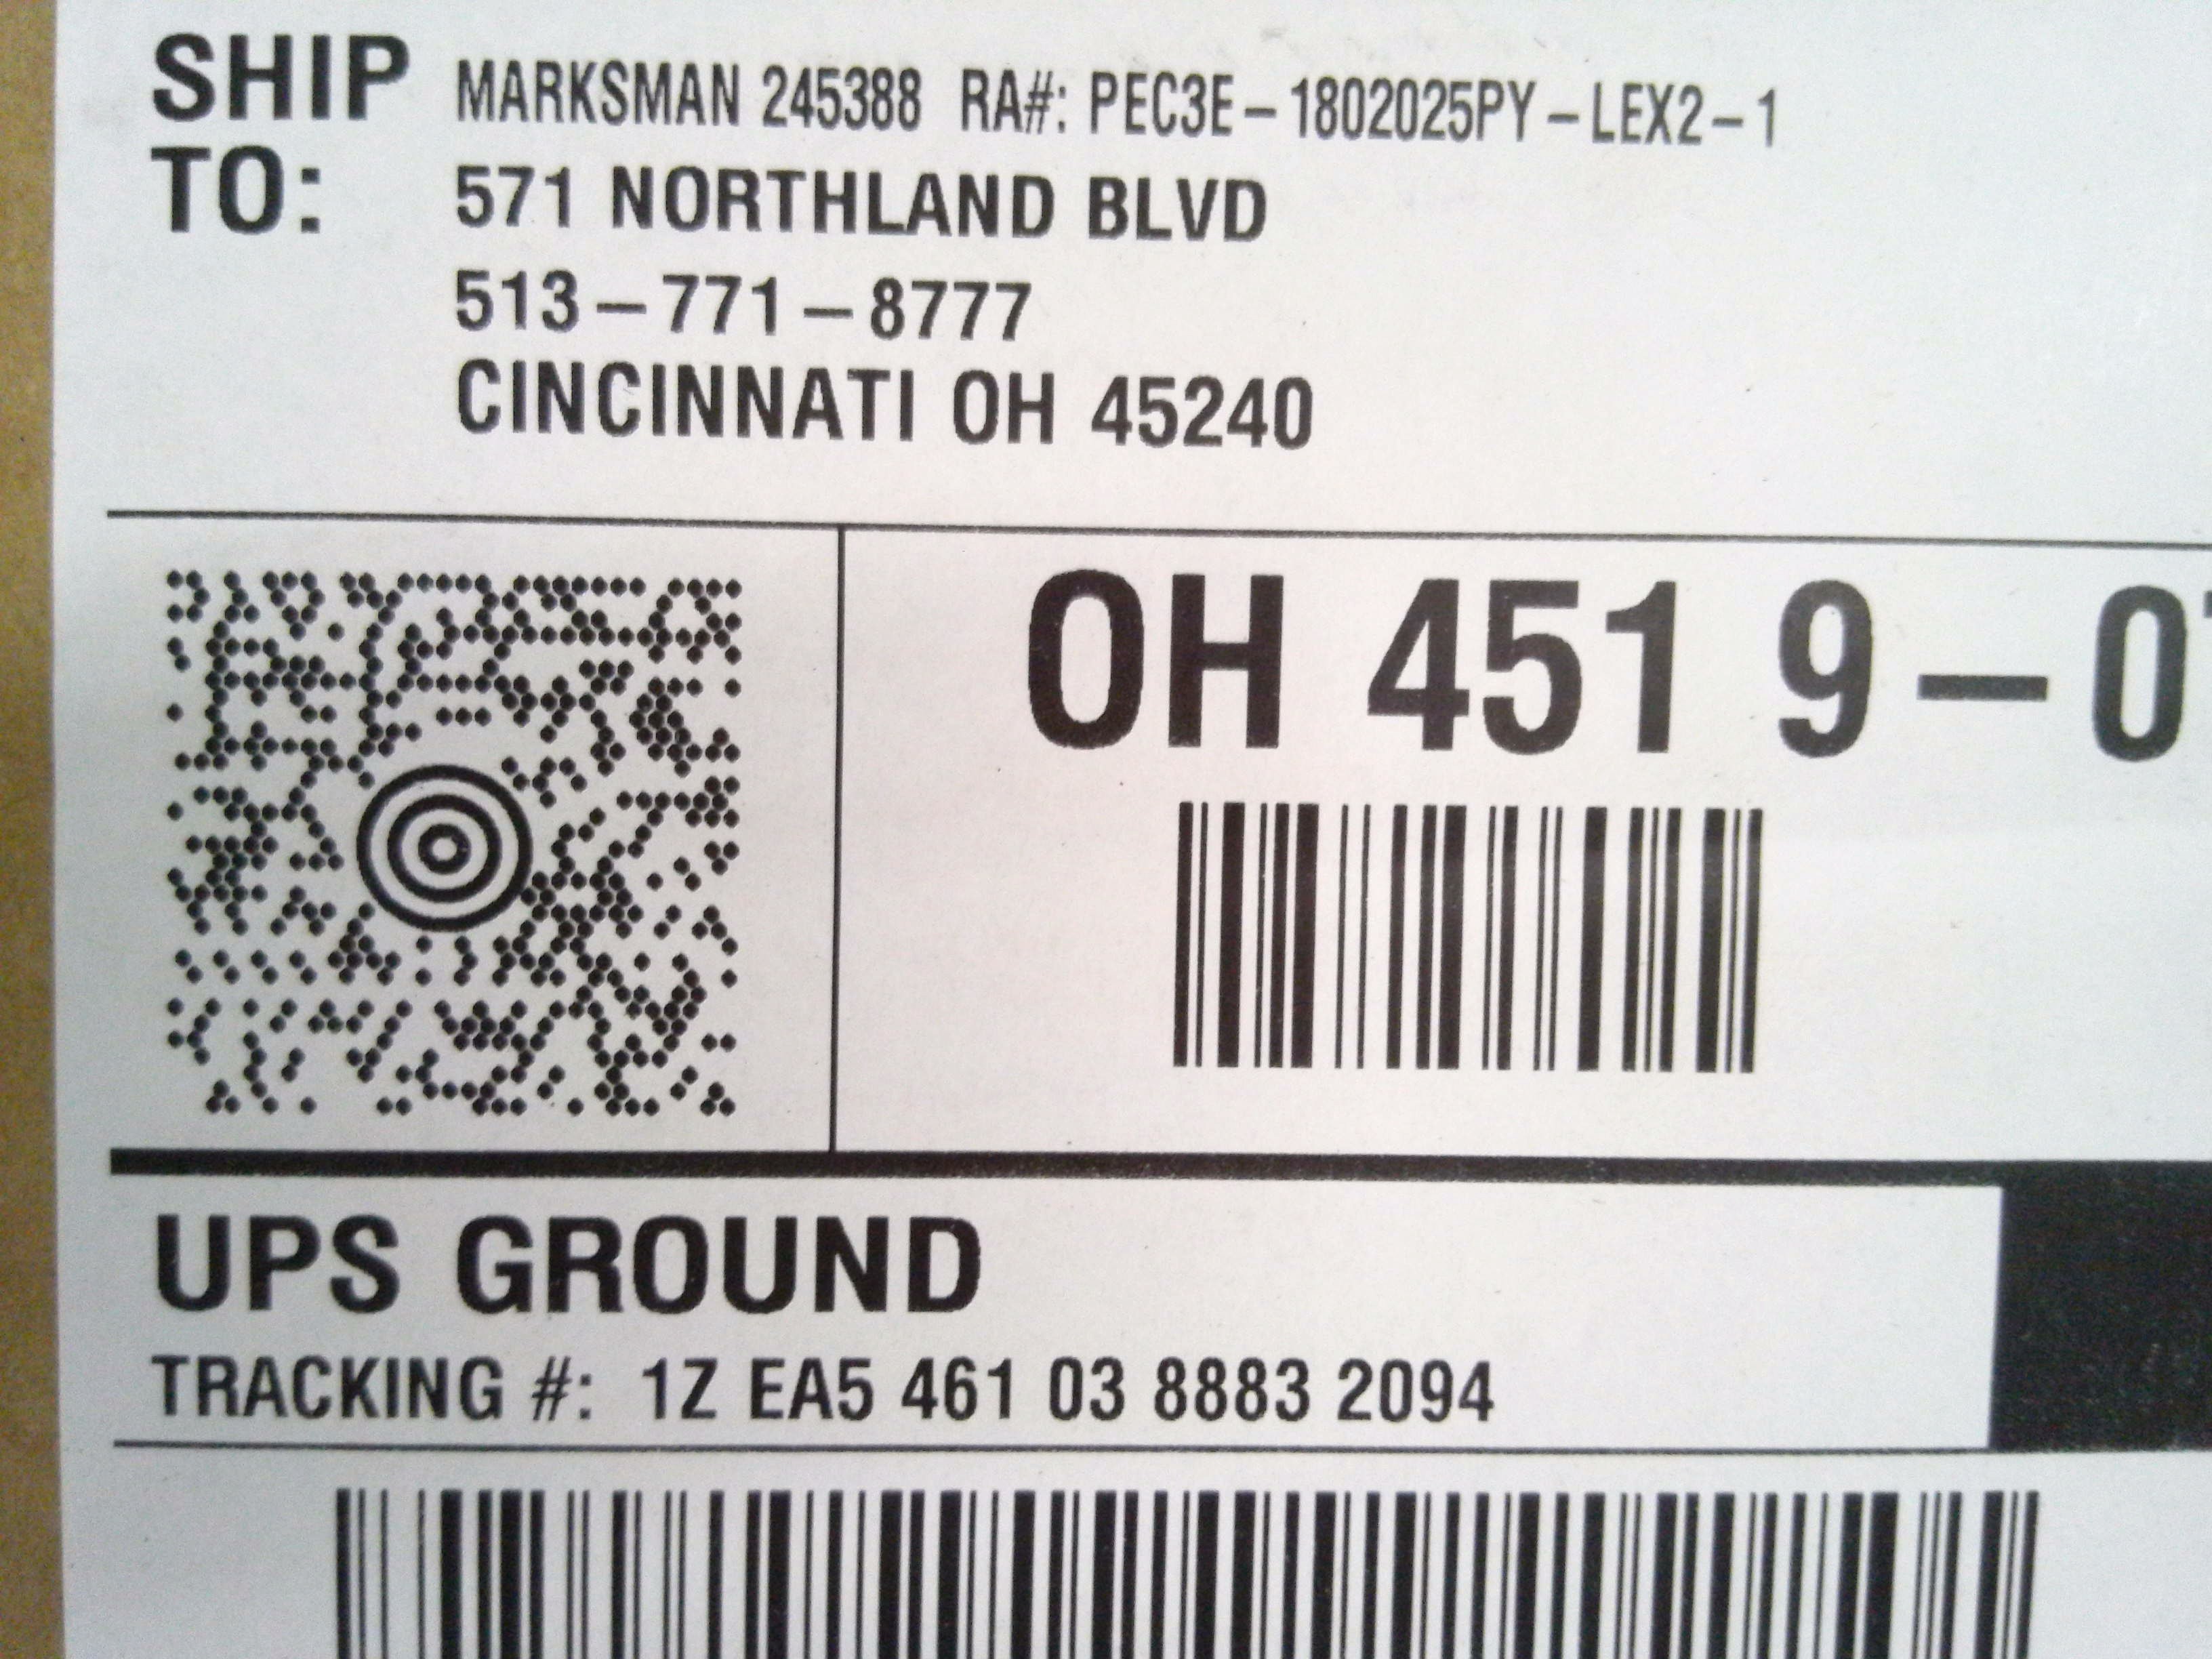 SHIP TO:
MARKSMAN 245388 RA#: PEC3E-1802025PY-LEX2-1
571 NORTHLAND BLVD
513-771-8777
CINCINNATI OH 45240
OH 451 9-0
UPS GROUND
TRACKING #: 1Z EA5 461 03 8883 2094